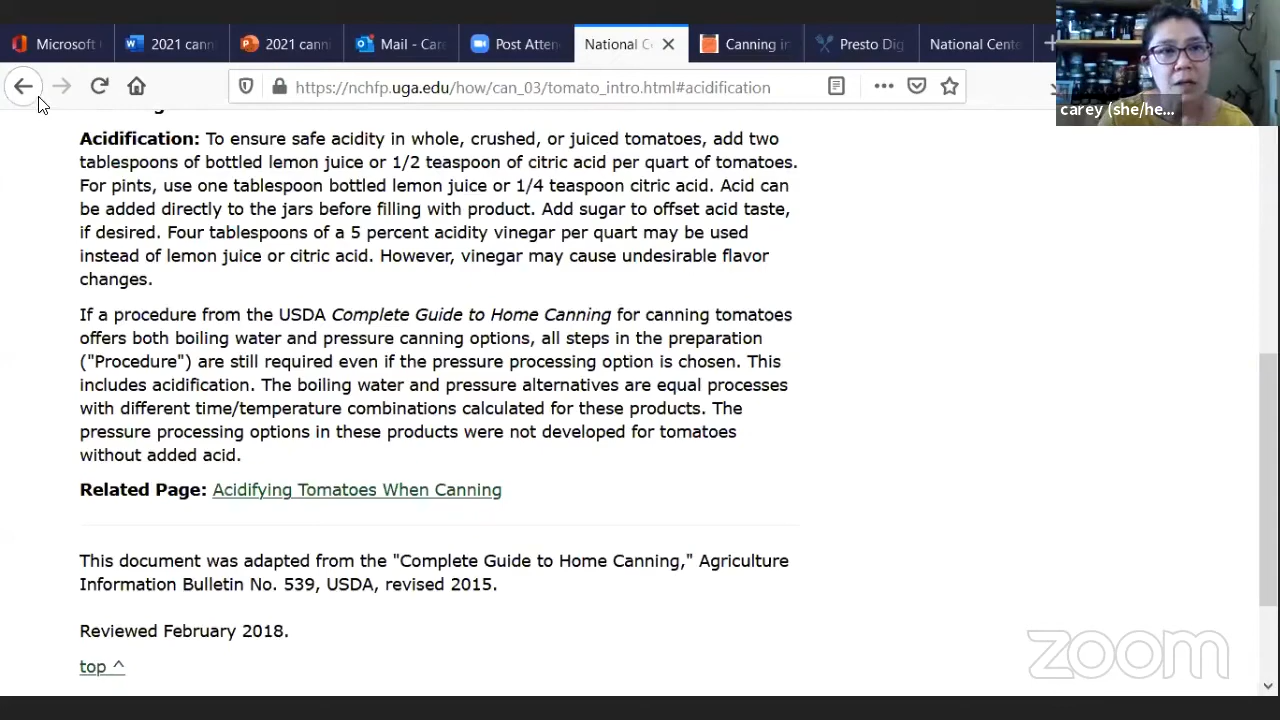 Microsoft
2021 cann
2021 cann
Mail - Car
Post Atten
National C
Canning in
Presto Dig
National Cente
https://nchfp.uga.edu/how/can_03/tomato_intro.html#acidification
carey (she/he...
Acidification: To ensure safe acidity in whole, crushed, or juiced tomatoes, add two
tablespoons of bottled lemon juice or 1/2 teaspoon of citric acid per quart of tomatoes.
For pints, use one tablespoon bottled lemon juice or 1/4 teaspoon citric acid. Acid can
be added directly to the jars before filling with product. Add sugar to offset acid taste,
if desired. Four tablespoons of a 5 percent acidity vinegar per quart may be used
instead of lemon juice or citric acid. However, vinegar may cause undesirable flavor
changes.
If a procedure from the USDA Complete Guide to Home Canning for canning tomatoes
offers both boiling water and pressure canning options, all steps in the preparation
("Procedure") are still required even if the pressure processing option is chosen. This
includes acidification. The boiling water and pressure alternatives are equal processes
with different time/temperature combinations calculated for these products. The
pressure processing options in these products were not developed for tomatoes
without added acid.
Related Page: Acidifying Tomatoes When Canning
This document was adapted from the "Complete Guide to Home Canning," Agriculture
Information Bulletin No. 539, USDA, revised 2015.
Reviewed February 2018.
top ^
zoom